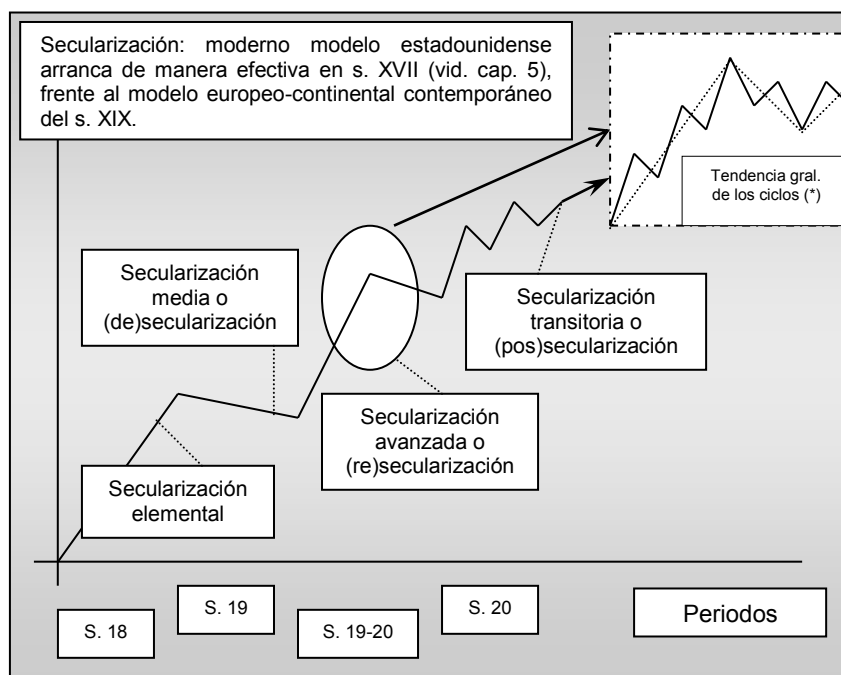 Secularización: moderno modelo estadounidense
arranca de manera efectiva en s. XVII (vid. cap. 5),
frente al modelo europeo-continental contemporáneo
del s. XIX.
Tendencia gral.
de los ciclos (*)
Secularización
media o
(de)secularización
Secularización
transitoria o
(pos)secularización
Secularización
avanzada o
(re)secularización
Secularización
elemental
S. 18
S. 19
S. 19-20
S. 20
Periodos